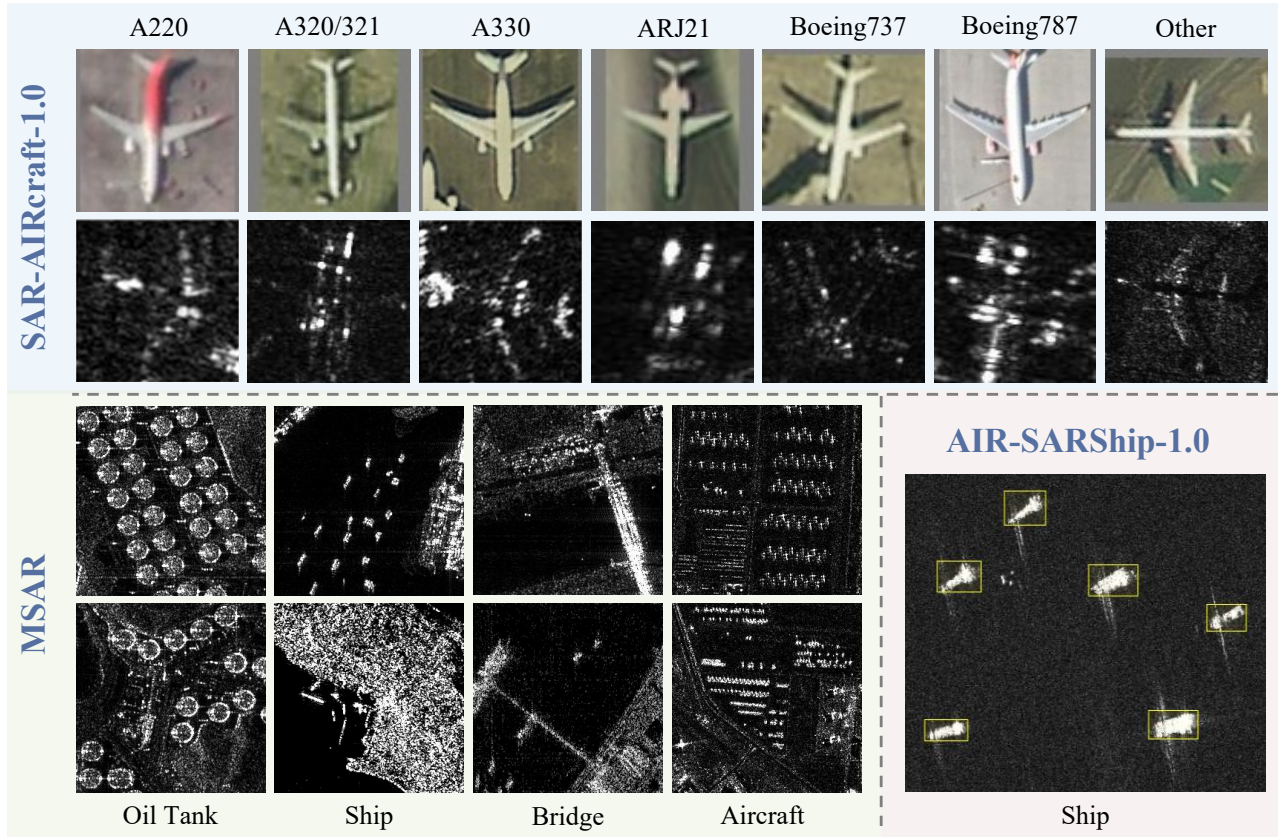 A220
A320/321
A330
ARJ21
Boeing737
Boeing787
Other
SAR-AIRcraft-1.0
MSAR
Oil Tank
Ship
Bridge
Aircraft
AIR-SARShip-1.0
Ship